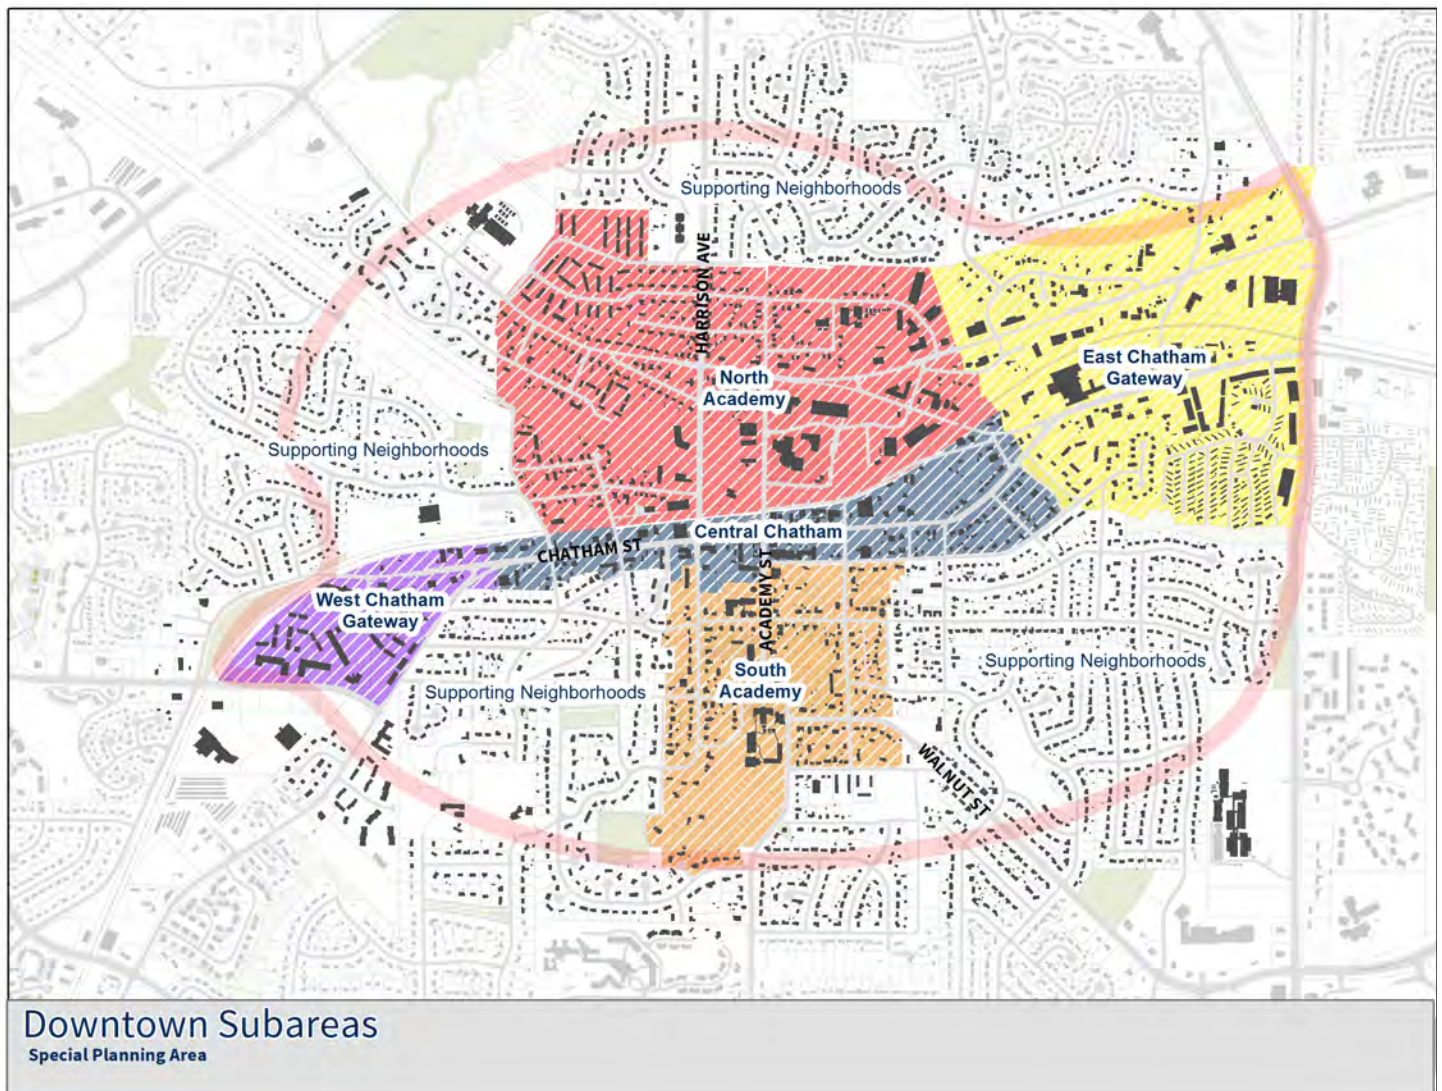 Supporting Neighborhoods
HARRISON AVE
East Chatham
Gateway
North
Academy
Supporting Neighborhoods
Central Chatham
CHATHAM ST
ACADEMY ST
West Chatham
Gateway
Supporting Neighborhoods
South
Academy
Supporting Neighborhoods
WALNUT ST
Downtown Subareas
Special Planning Area